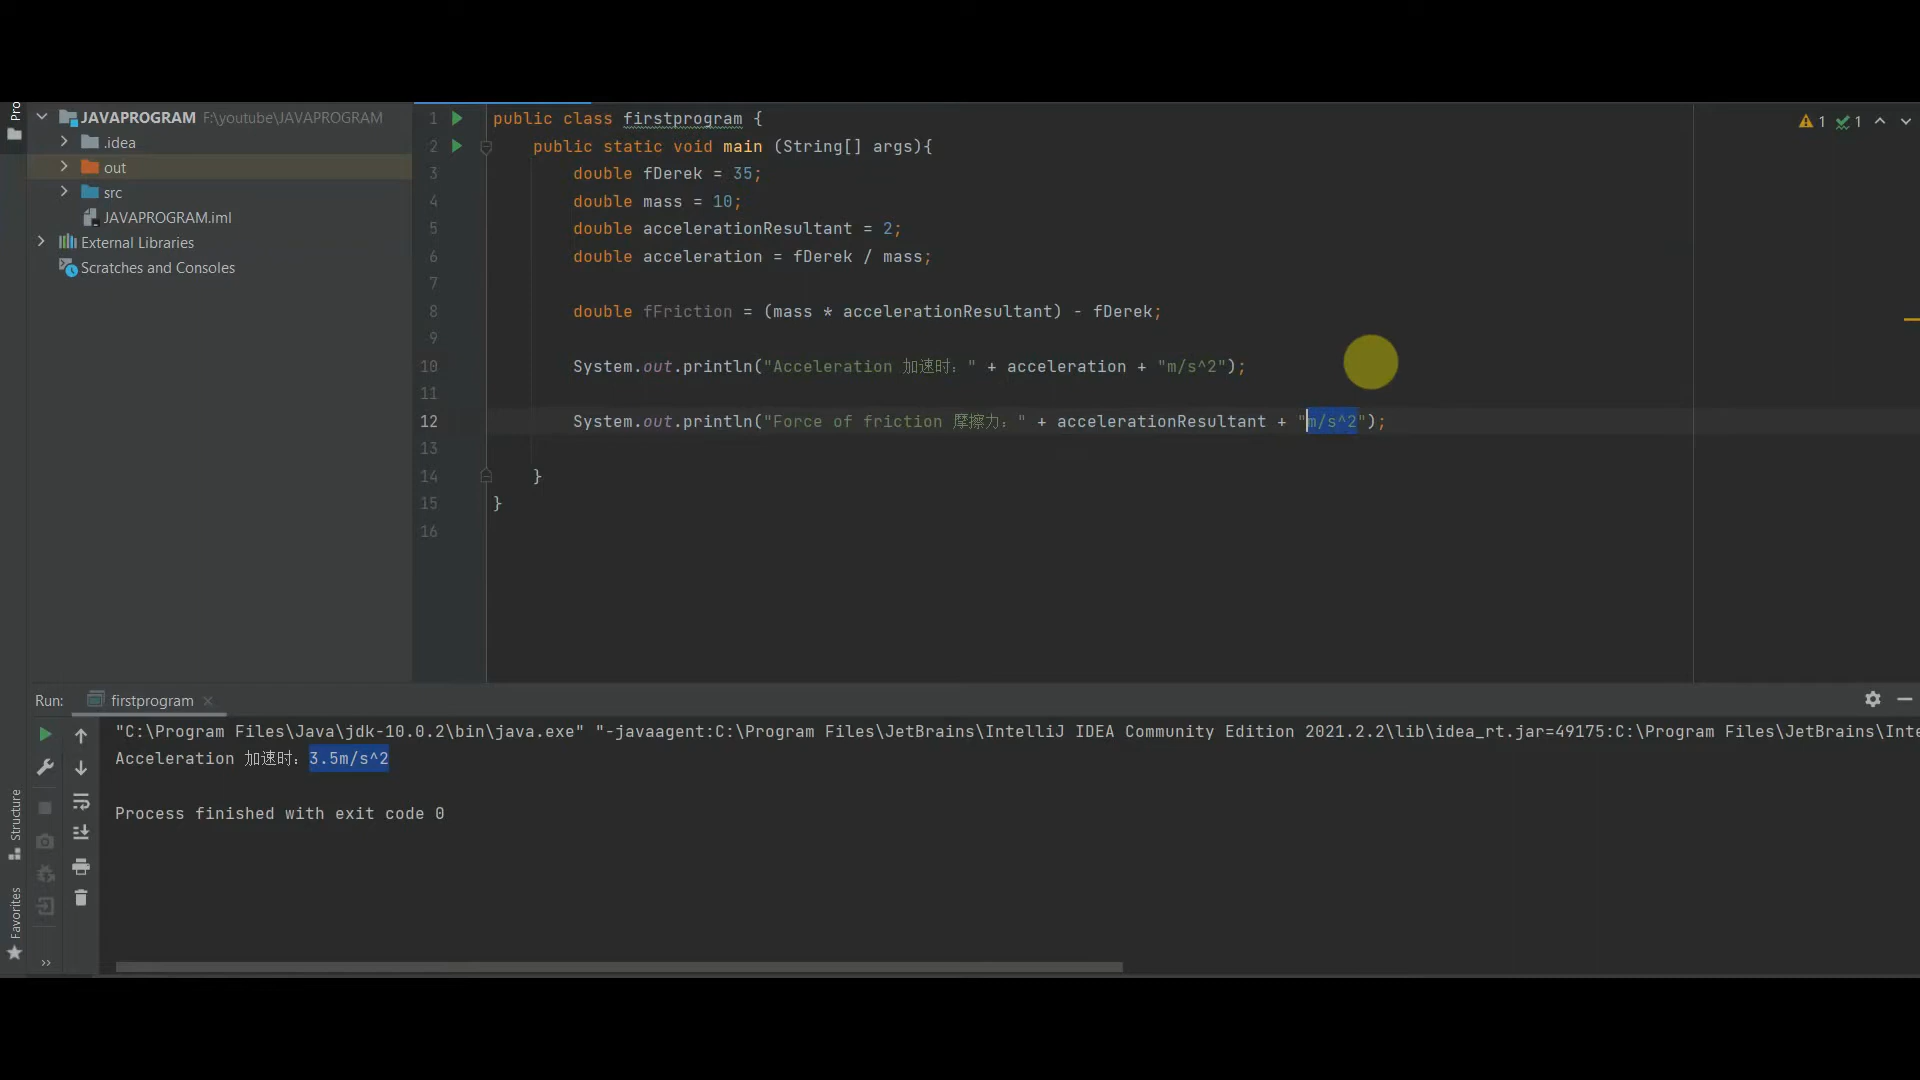 Pro
JAVAPROGRAM F:\youtube\JAVAPROGRAM
.idea
out
src
JAVAPROGRAM.iml
External Libraries
Scratches and Consoles
1 public class firstprogram {
2 public static void main (String[] args){
3 double fDerek = 35;
4 double mass = 10;
5 double accelerationResultant = 2;
6 double acceleration = fDerek / mass;
7
8 double fFriction = (mass * accelerationResultant) - fDerek;
9
10 System.out.println("Acceleration 加速时：" + acceleration + "m/s^2");
11
12 System.out.println("Force of friction 摩擦力：" + accelerationResultant + "m/s^2");
13
14 }
15 }
16
1 1
Run: firstprogram
"C:\Program Files\Java\jdk-10.0.2\bin\java.exe" "-javaagent:C:\Program Files\JetBrains\IntelliJ IDEA Community Edition 2021.2.2\lib\idea_rt.jar=49175:C:\Program Files\JetBrains\Inte
Acceleration 加速时：3.5m/s^2
Process finished with exit code 0
Structure
Favorites